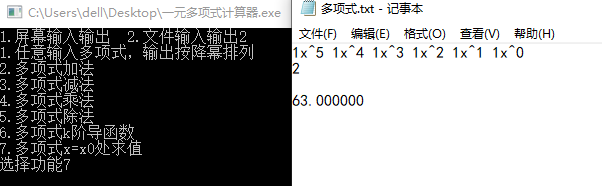 C:\Users\dell\Desktop\一元多项式计算器.exe
1.屏幕输入输出  2.文件输入输出2
1.任意输入多项式，输出按降幂排列
2.多项式加法
3.多项式减法
4.多项式乘法
5.多项式除法
6.多项式k阶导函数
7.多项式x=x0处求值
选择功能7
多项式.txt - 记事本
文件(F)  编辑(E)  格式(O)  查看(V)  帮助(H)
1x^5 1x^4 1x^3 1x^2 1x^1 1x^0
2
63.000000